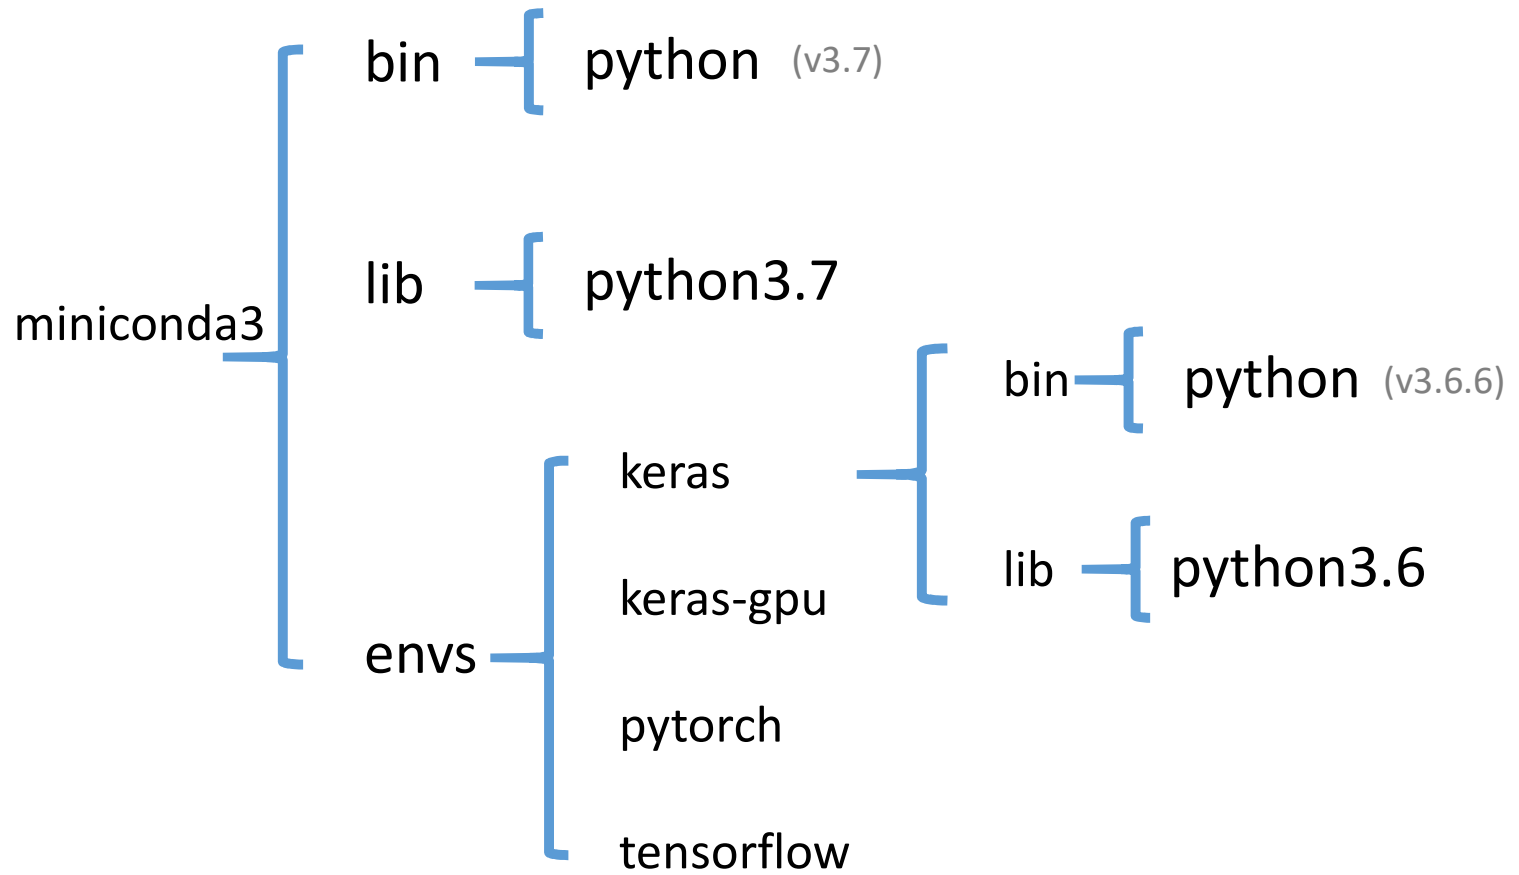 bin
python (v3.7)
lib
python3.7
miniconda3
bin
python (v3.6.6)
keras
lib
python3.6
keras-gpu
envs
pytorch
tensorflow